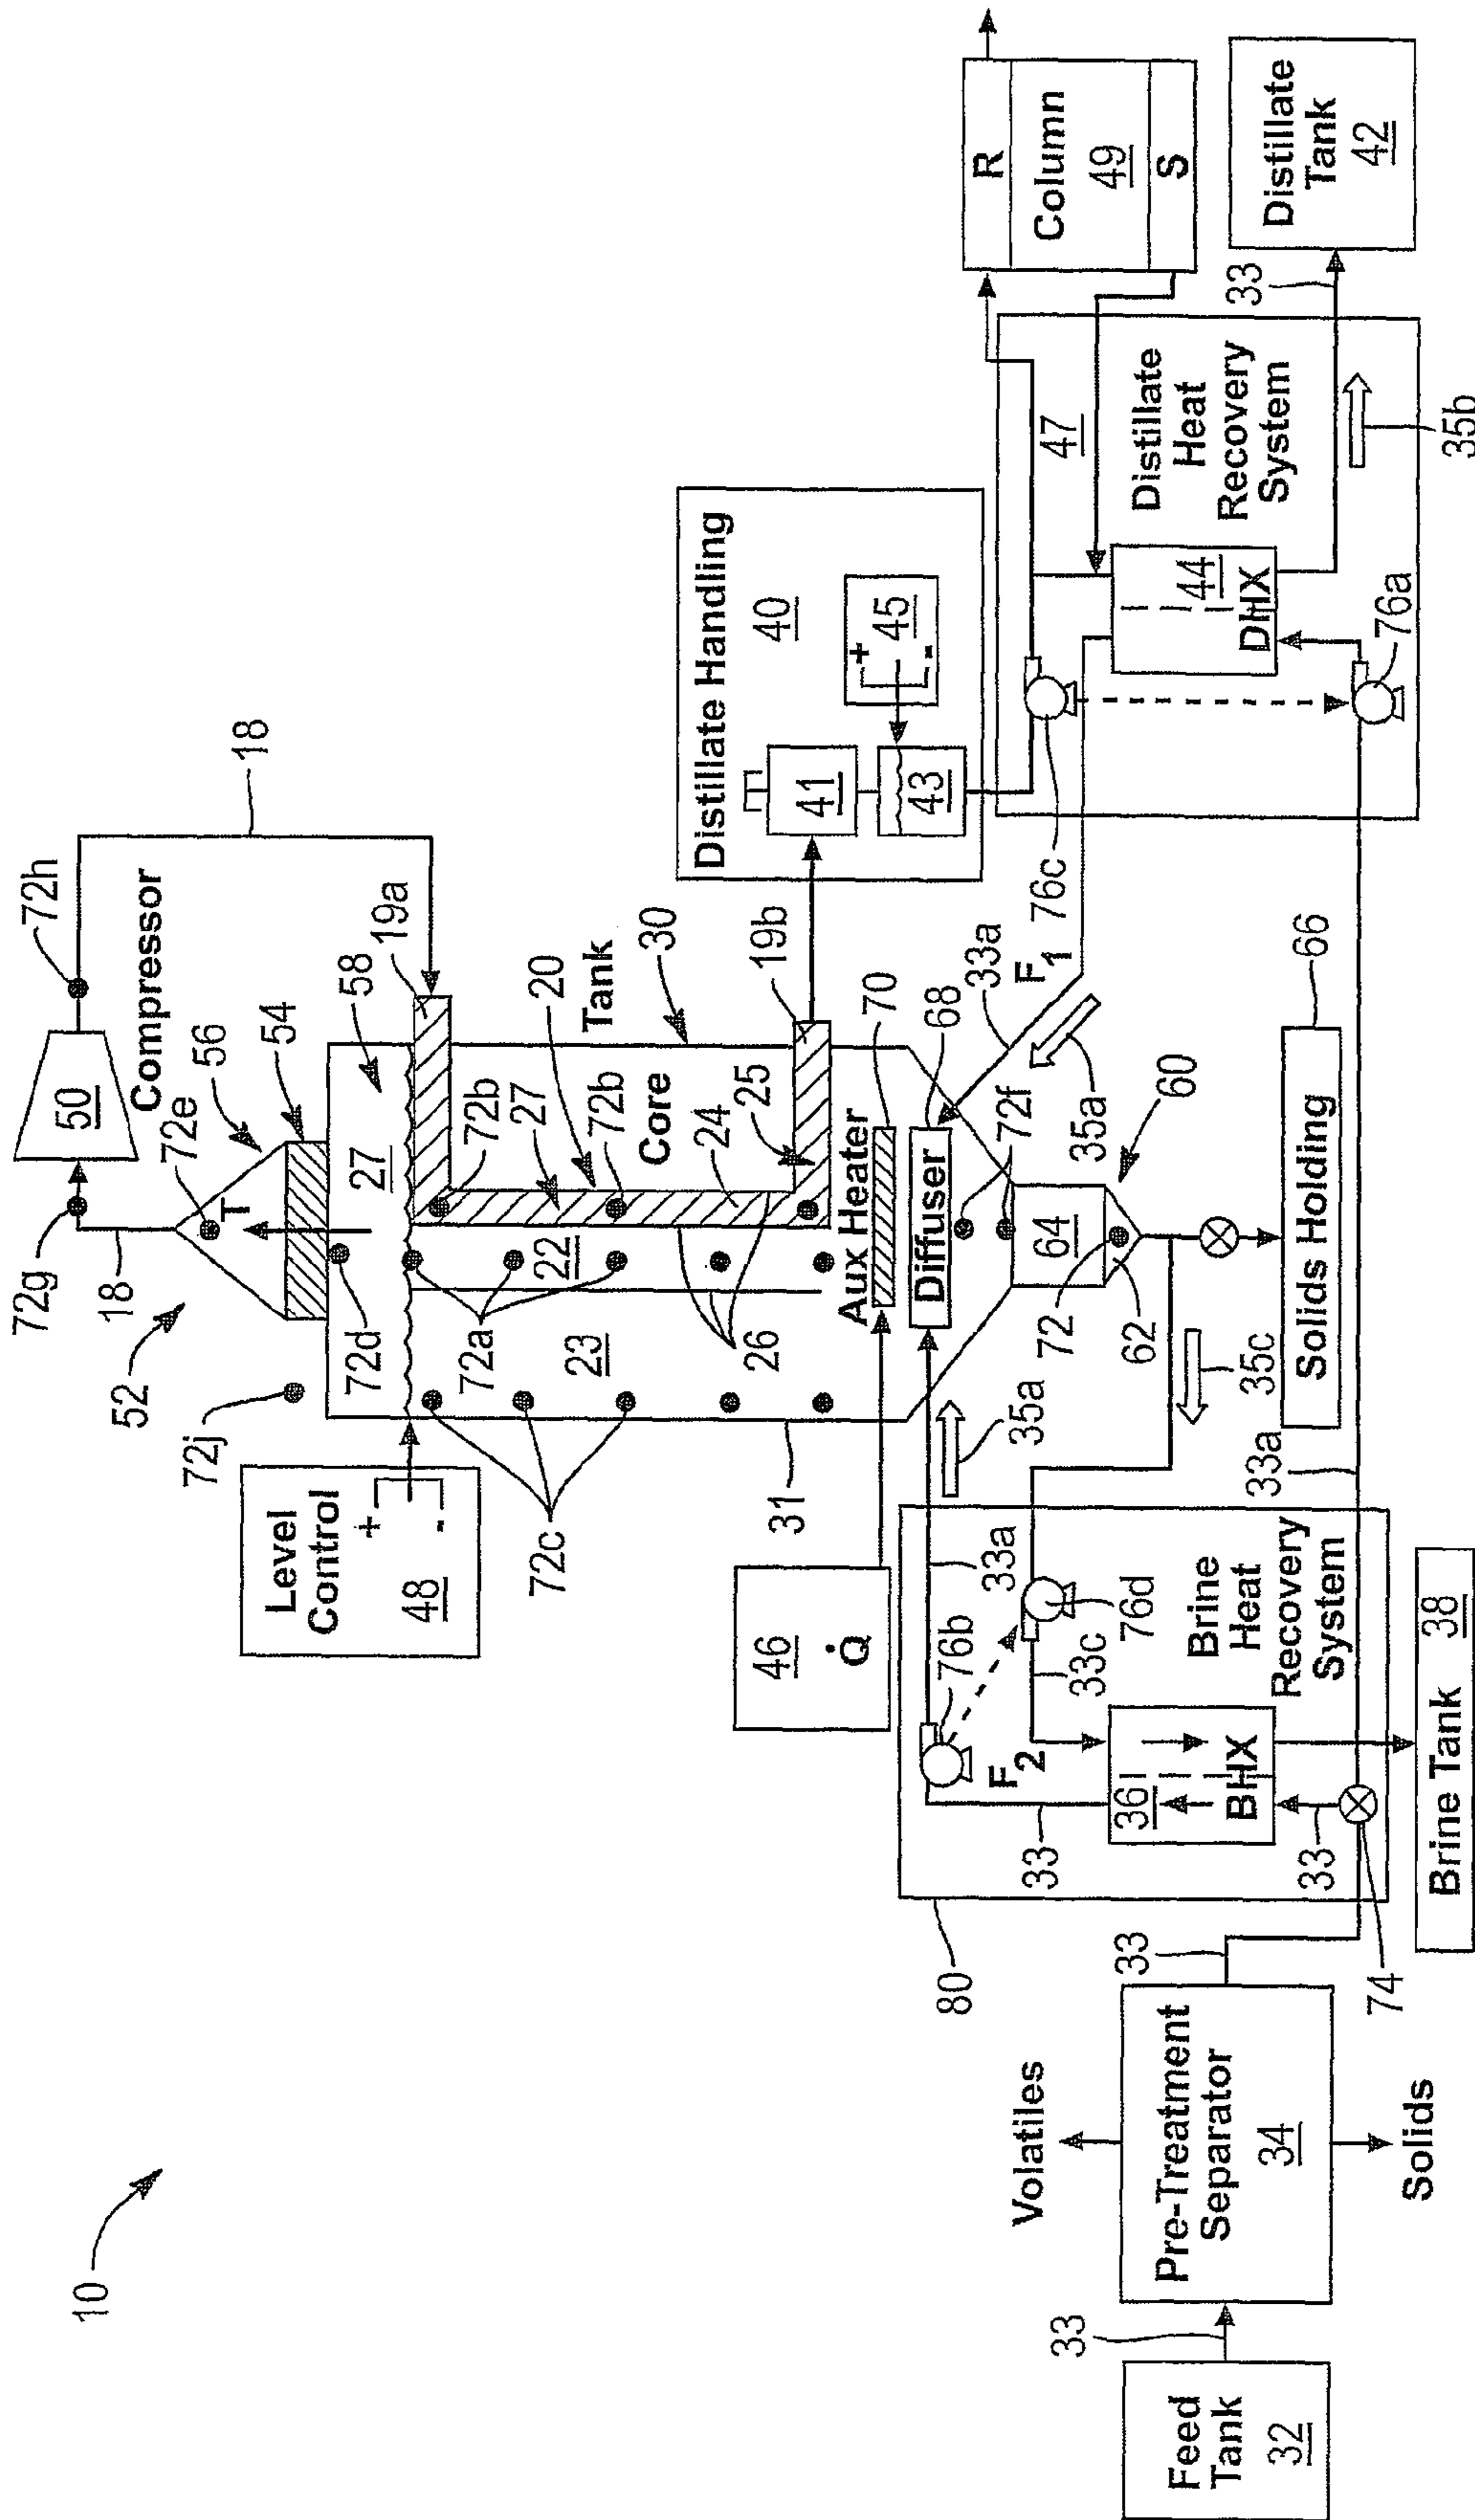 10
72g
18
72h
18
50
Compressor
52
72e
T
56
54
58
72j
72d
27
19a
Level
Control
48
+
-
72a
22
72b
27
20
72b
Tank
30
Core
24
25
72c
23
26
31
19b
Distillate Handling
40
41
43
+
45
-
46
Q̇
Aux Heater
70
Diffuser
68
33a
F1
35a
35a
72f
64
60
72
62
35c
Solids Holding
66
76c
47
R
Column
49
S
Distillate
Heat
Recovery
System
44
DHX
76a
35b
33
Distillate
Tank
42
80
76b
F2
33a
76d
33c
33
36
BHX
33
Brine
Heat
Recovery
System
33a
74
Brine Tank 38
Feed
Tank
32
33
Volatiles
Pre-Treatment
Separator
34
Solids
33